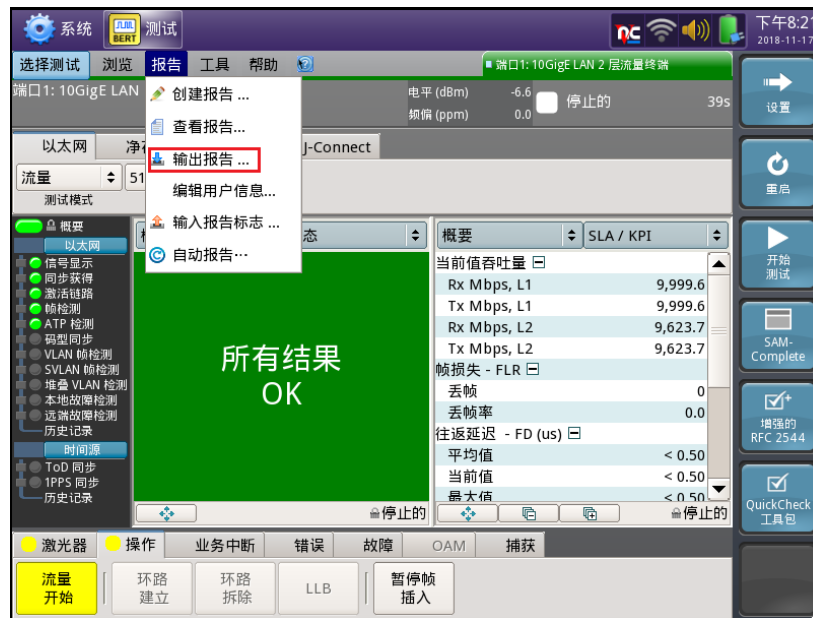 系统
BERT
测试
下午8:21
2018-11-17
选择测试 浏览 报告 工具 帮助
端口1: 10GigE LAN 2 层流量终端
端口1: 10GigE LAN
电平 (dBm) -6.6
频偏 (ppm) 0.0
停止的 39s
创建报告 ...
查看报告...
输出报告 ...
编辑用户信息...
输入报告标志 ...
自动报告...
以太网
J-Connect
流量
测试模式
概要
以太网
信号显示
同步获得
激活链路
帧检测
ATP 检测
码型同步
VLAN 帧检测
SVLAN 帧检测
堆叠 VLAN 检测
本地故障检测
远端故障检测
历史记录
时间源
ToD 同步
1PPS 同步
历史记录
态
所有结果
OK
停止的
概要 SLA / KPI
当前值吞吐量
Rx Mbps, L1 9,999.6
Tx Mbps, L1 9,999.6
Rx Mbps, L2 9,623.7
Tx Mbps, L2 9,623.7
帧损失 - FLR
丢帧 0
丢帧率 0.0
往返延迟 - FD (us)
平均值 < 0.50
当前值 < 0.50
最大值 < 0.50
停止的
设置
重启
开始
测试
SAM-
Complete
增强的
RFC 2544
QuickCheck
工具包
激光器 操作 业务中断 错误 故障 OAM 捕获
流量
开始
环路
建立
环路
拆除
LLB
暂停帧
插入